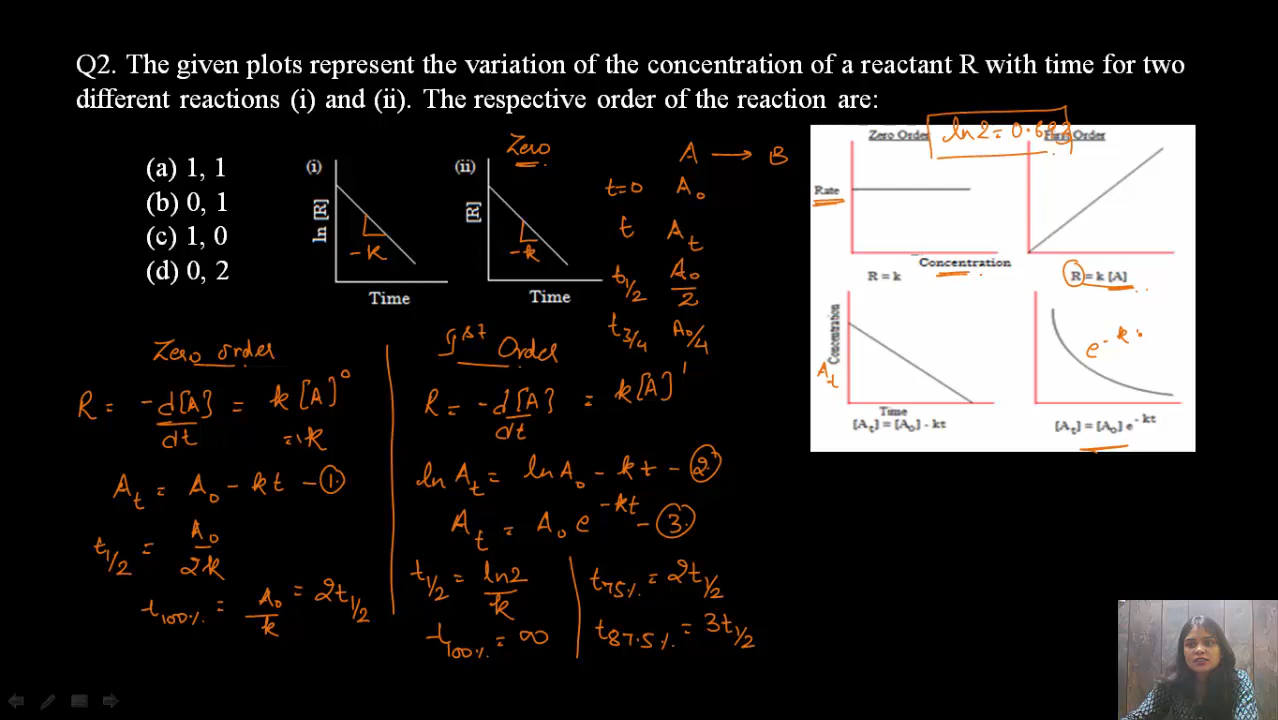 Q2. The given plots represent the variation of the concentration of a reactant R with time for two
different reactions (i) and (ii). The respective order of the reaction are:
(a) 1, 1
(b) 0, 1
(c) 1, 0
(d) 0, 2
(i)
ln [R]
-k
Time
(ii)
Zero
[R]
-k
Time
A → B
t=0 A₀
t Aₜ
t1/2 A₀/2
t3/4 A₀/4
ln2 = 0.693
Zero Order
First Order
Rate
Concentration
R = k
R = k [A]
Concentration
Aₜ
Time
[Aₜ] = [A₀] - kt
e^-k
[Aₜ] = [A₀] e^-kt
Zero order
R = -d[A]/dt = k[A]⁰
= k
Aₜ = A₀ - kt - ①
t1/2 = A₀/2k
t100% = A₀/k = 2t1/2
Ist Order
R = -d[A]/dt = k[A]¹
ln Aₜ = ln A₀ - kt - ②
Aₜ = A₀ e^-kt - ③
t1/2 = ln2/k
t100% = ∞
t75% = 2t1/2
t87.5% = 3t1/2